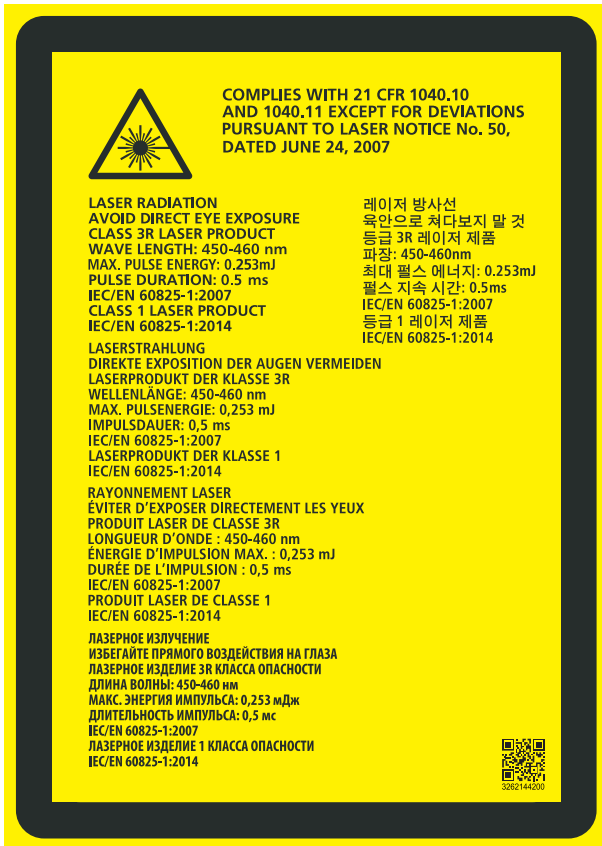 COMPLIES WITH 21 CFR 1040.10
AND 1040.11 EXCEPT FOR DEVIATIONS
PURSUANT TO LASER NOTICE No. 50,
DATED JUNE 24, 2007
LASER RADIATION
AVOID DIRECT EYE EXPOSURE
CLASS 3R LASER PRODUCT
WAVE LENGTH: 450-460 nm
MAX. PULSE ENERGY: 0.253mJ
PULSE DURATION: 0.5 ms
IEC/EN 60825-1:2007
CLASS 1 LASER PRODUCT
IEC/EN 60825-1:2014
레이저 방사선
육안으로 쳐다보지 말 것
등급 3R 레이저 제품
파장: 450-460nm
최대 펄스 에너지: 0.253mJ
펄스 지속 시간: 0.5ms
IEC/EN 60825-1:2007
등급 1 레이저 제품
IEC/EN 60825-1:2014
LASERSTRAHLUNG
DIREKTE EXPOSITION DER AUGEN VERMEIDEN
LASERPRODUKT DER KLASSE 3R
WELLENLÄNGE: 450-460 nm
MAX. PULSENERGIE: 0,253 mJ
IMPULSDAUER: 0,5 ms
IEC/EN 60825-1:2007
LASERPRODUKT DER KLASSE 1
IEC/EN 60825-1:2014
RAYONNEMENT LASER
ÉVITER D'EXPOSER DIRECTEMENT LES YEUX
PRODUIT LASER DE CLASSE 3R
LONGUEUR D'ONDE : 450-460 nm
ÉNERGIE D'IMPULSION MAX. : 0,253 mJ
DURÉE DE L'IMPULSION : 0,5 ms
IEC/EN 60825-1:2007
PRODUIT LASER DE CLASSE 1
IEC/EN 60825-1:2014
ЛАЗЕРНОЕ ИЗЛУЧЕНИЕ
ИЗБЕГАЙТЕ ПРЯМОГО ВОЗДЕЙСТВИЯ НА ГЛАЗА
ЛАЗЕРНОЕ ИЗДЕЛИЕ 3R КЛАССА ОПАСНОСТИ
ДЛИНА ВОЛНЫ: 450-460 нм
МАКС. ЭНЕРГИЯ ИМПУЛЬСА: 0,253 мДж
ДЛИТЕЛЬНОСТЬ ИМПУЛЬСА: 0,5 мс
IEC/EN 60825-1:2007
ЛАЗЕРНОЕ ИЗДЕЛИЕ 1 КЛАССА ОПАСНОСТИ
IEC/EN 60825-1:2014
3262144200